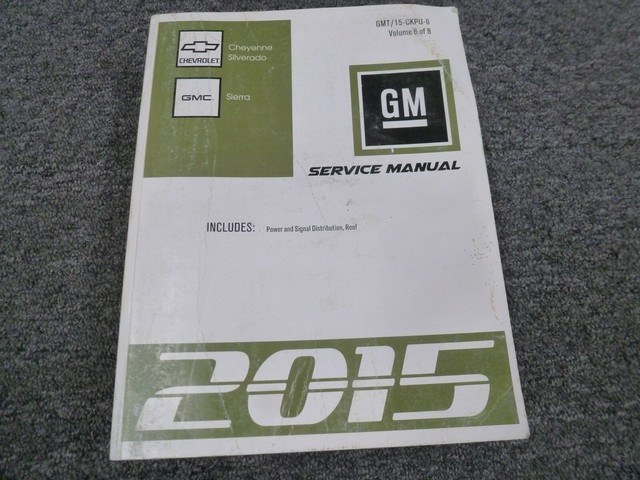 GMT/15-CKPU-6
Volume 6 of 8
CHEVROLET
Cheyenne
Silverado
GMC
Sierra
GM
SERVICE MANUAL
INCLUDES: Power and Signal Distribution, Roof
2015